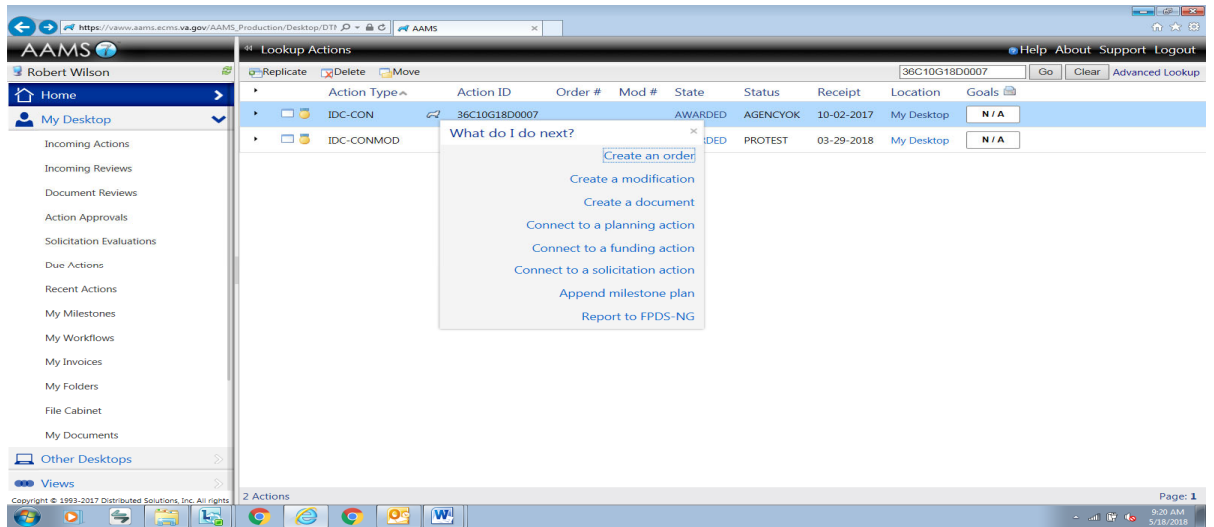 https://vaww.aams.ecms.va.gov/AAMS_Production/Desktop/DTI
AAMS
AAMS 7
Lookup Actions
Help About Support Logout
Robert Wilson
Replicate Delete Move
36C10G18D0007 Go Clear Advanced Lookup
Home
My Desktop
Incoming Actions
Incoming Reviews
Document Reviews
Action Approvals
Solicitation Evaluations
Due Actions
Recent Actions
My Milestones
My Workflows
My Invoices
My Folders
File Cabinet
My Documents
Other Desktops
Views
Copyright © 1993-2017 Distributed Solutions, Inc. All rights
Action Type Action ID Order # Mod # State Status Receipt Location Goals
IDC-CON 36C10G18D0007 AWARDED AGENCYOK 10-02-2017 My Desktop N/A
IDC-CONMOD DED PROTEST 03-29-2018 My Desktop N/A
What do I do next?
Create an order
Create a modification
Create a document
Connect to a planning action
Connect to a funding action
Connect to a solicitation action
Append milestone plan
Report to FPDS-NG
2 Actions
Page: 1
9:20 AM
5/18/2018